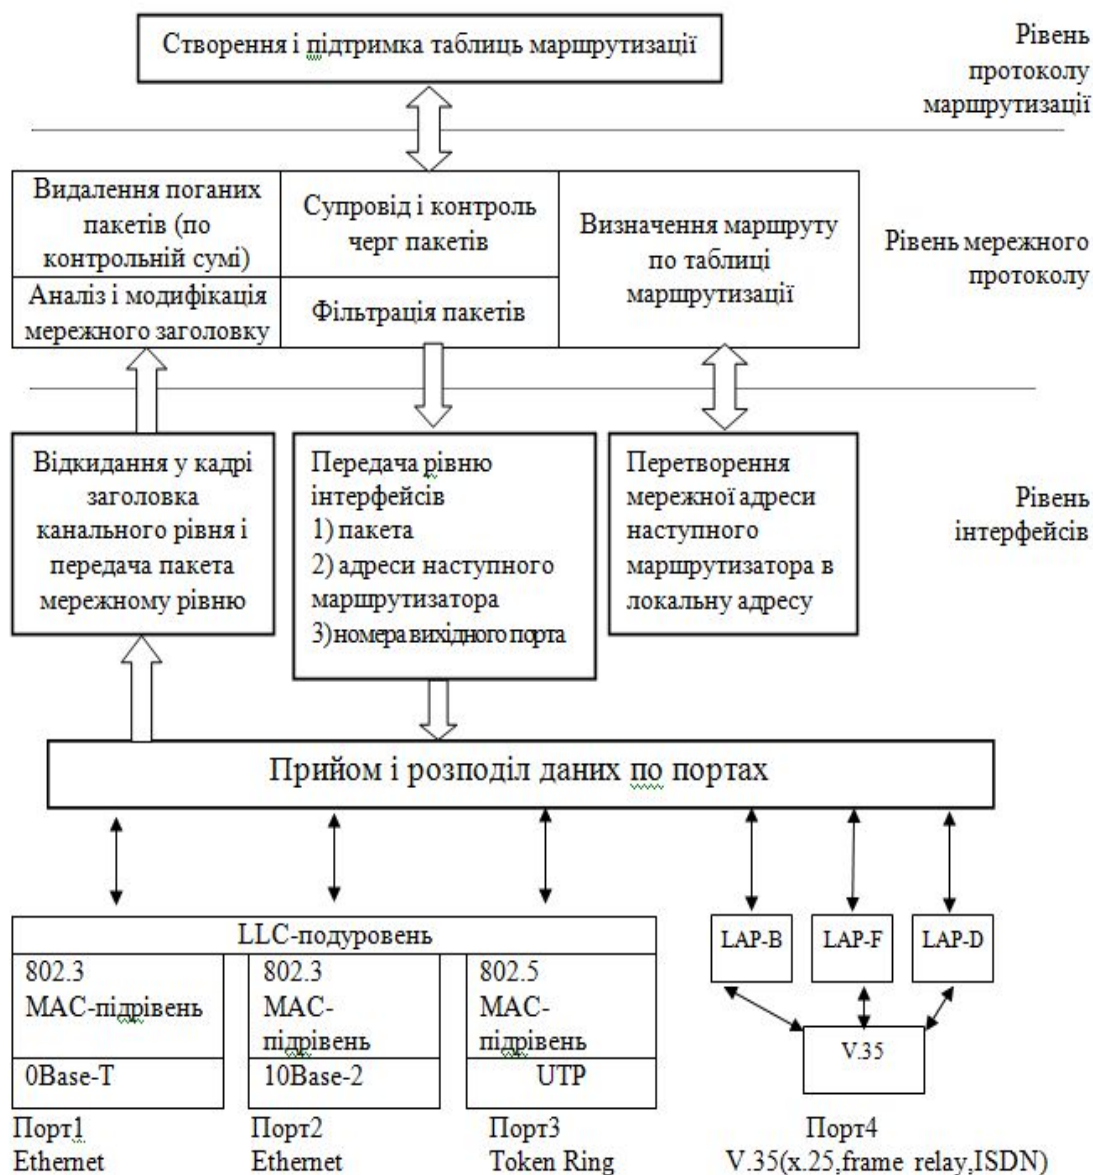 Створення і підтримка таблиць маршрутизації
Рівень
протоколу
маршрутизації
Видалення поганих
пакетів (по
контрольній сумі)
Аналіз і модифікація
мережного заголовку
Супровід і контроль
черг пакетів
Фільтрація пакетів
Визначення маршруту
по таблиці
маршрутизації
Рівень мережного
протоколу
Відкидання у кадрі
заголовка
канального рівня і
передача пакета
мережному рівню
Передача рівню
інтерфейсів
1) пакета
2) адреси наступного
маршрутизатора
3) номера вихідного порта
Перетворення
мережної адреси
наступного
маршрутизатора в
локальну адресу
Рівень
інтерфейсів
Прийом і розподіл даних по портах
LLC-подуровень
802.3
MAC-підрівень
0Base-T
802.3
MAC-
підрівень
10Base-2
802.5
MAC-
підрівень
UTP
LAP-B
LAP-F
LAP-D
V.35
Порт1
Ethernet
Порт2
Ethernet
Порт3
Token Ring
Порт4
V.35(x.25,frame relay,ISDN)